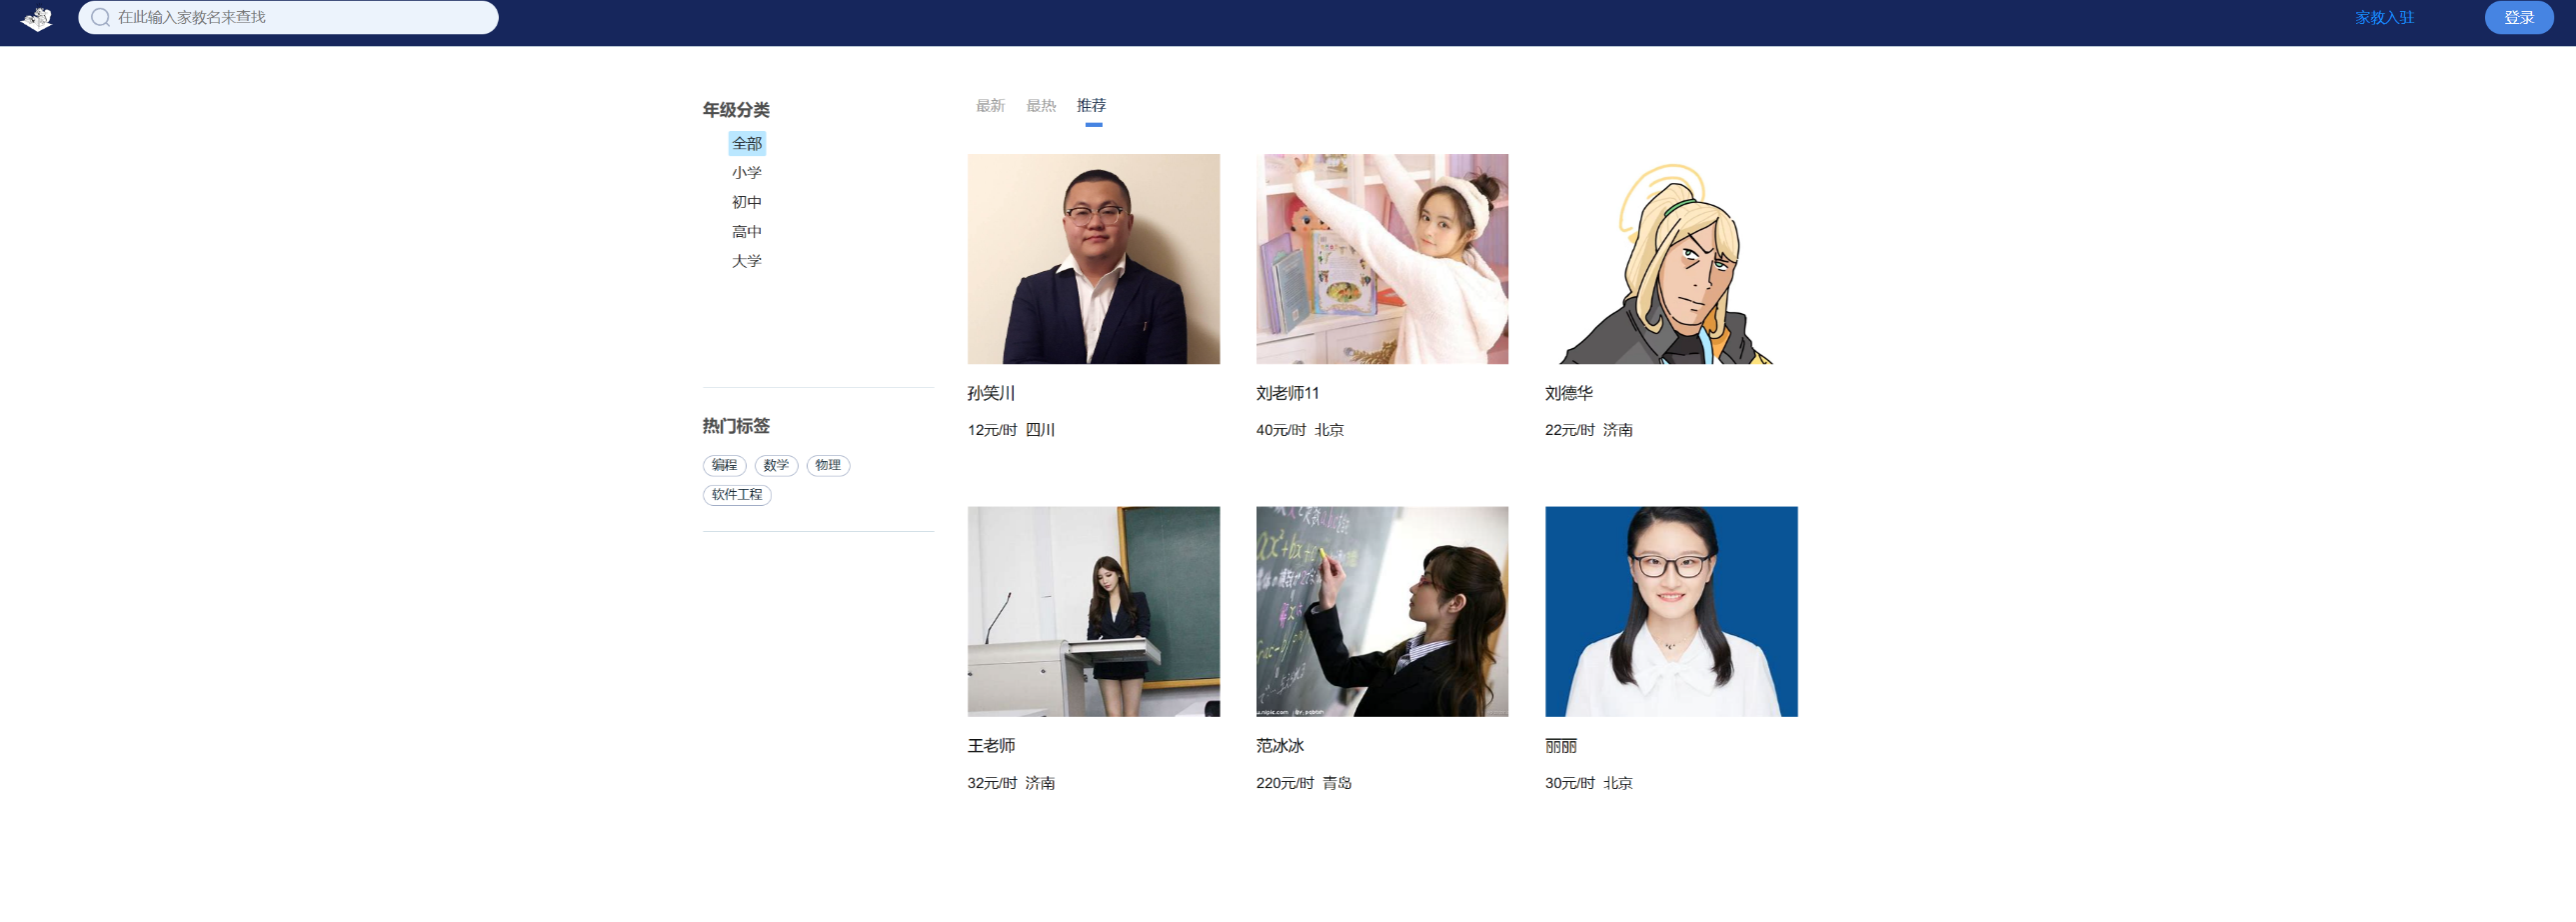 在此输入家教名来查找
家教入驻
登录
年级分类
全部
小学
初中
高中
大学
热门标签
编程 数学 物理
软件工程
最新 最热 推荐
孙笑川
12元/时 四川
刘老师11
40元/时 北京
刘德华
22元/时 济南
王老师
32元/时 济南
范冰冰
220元/时 青岛
丽丽
30元/时 北京